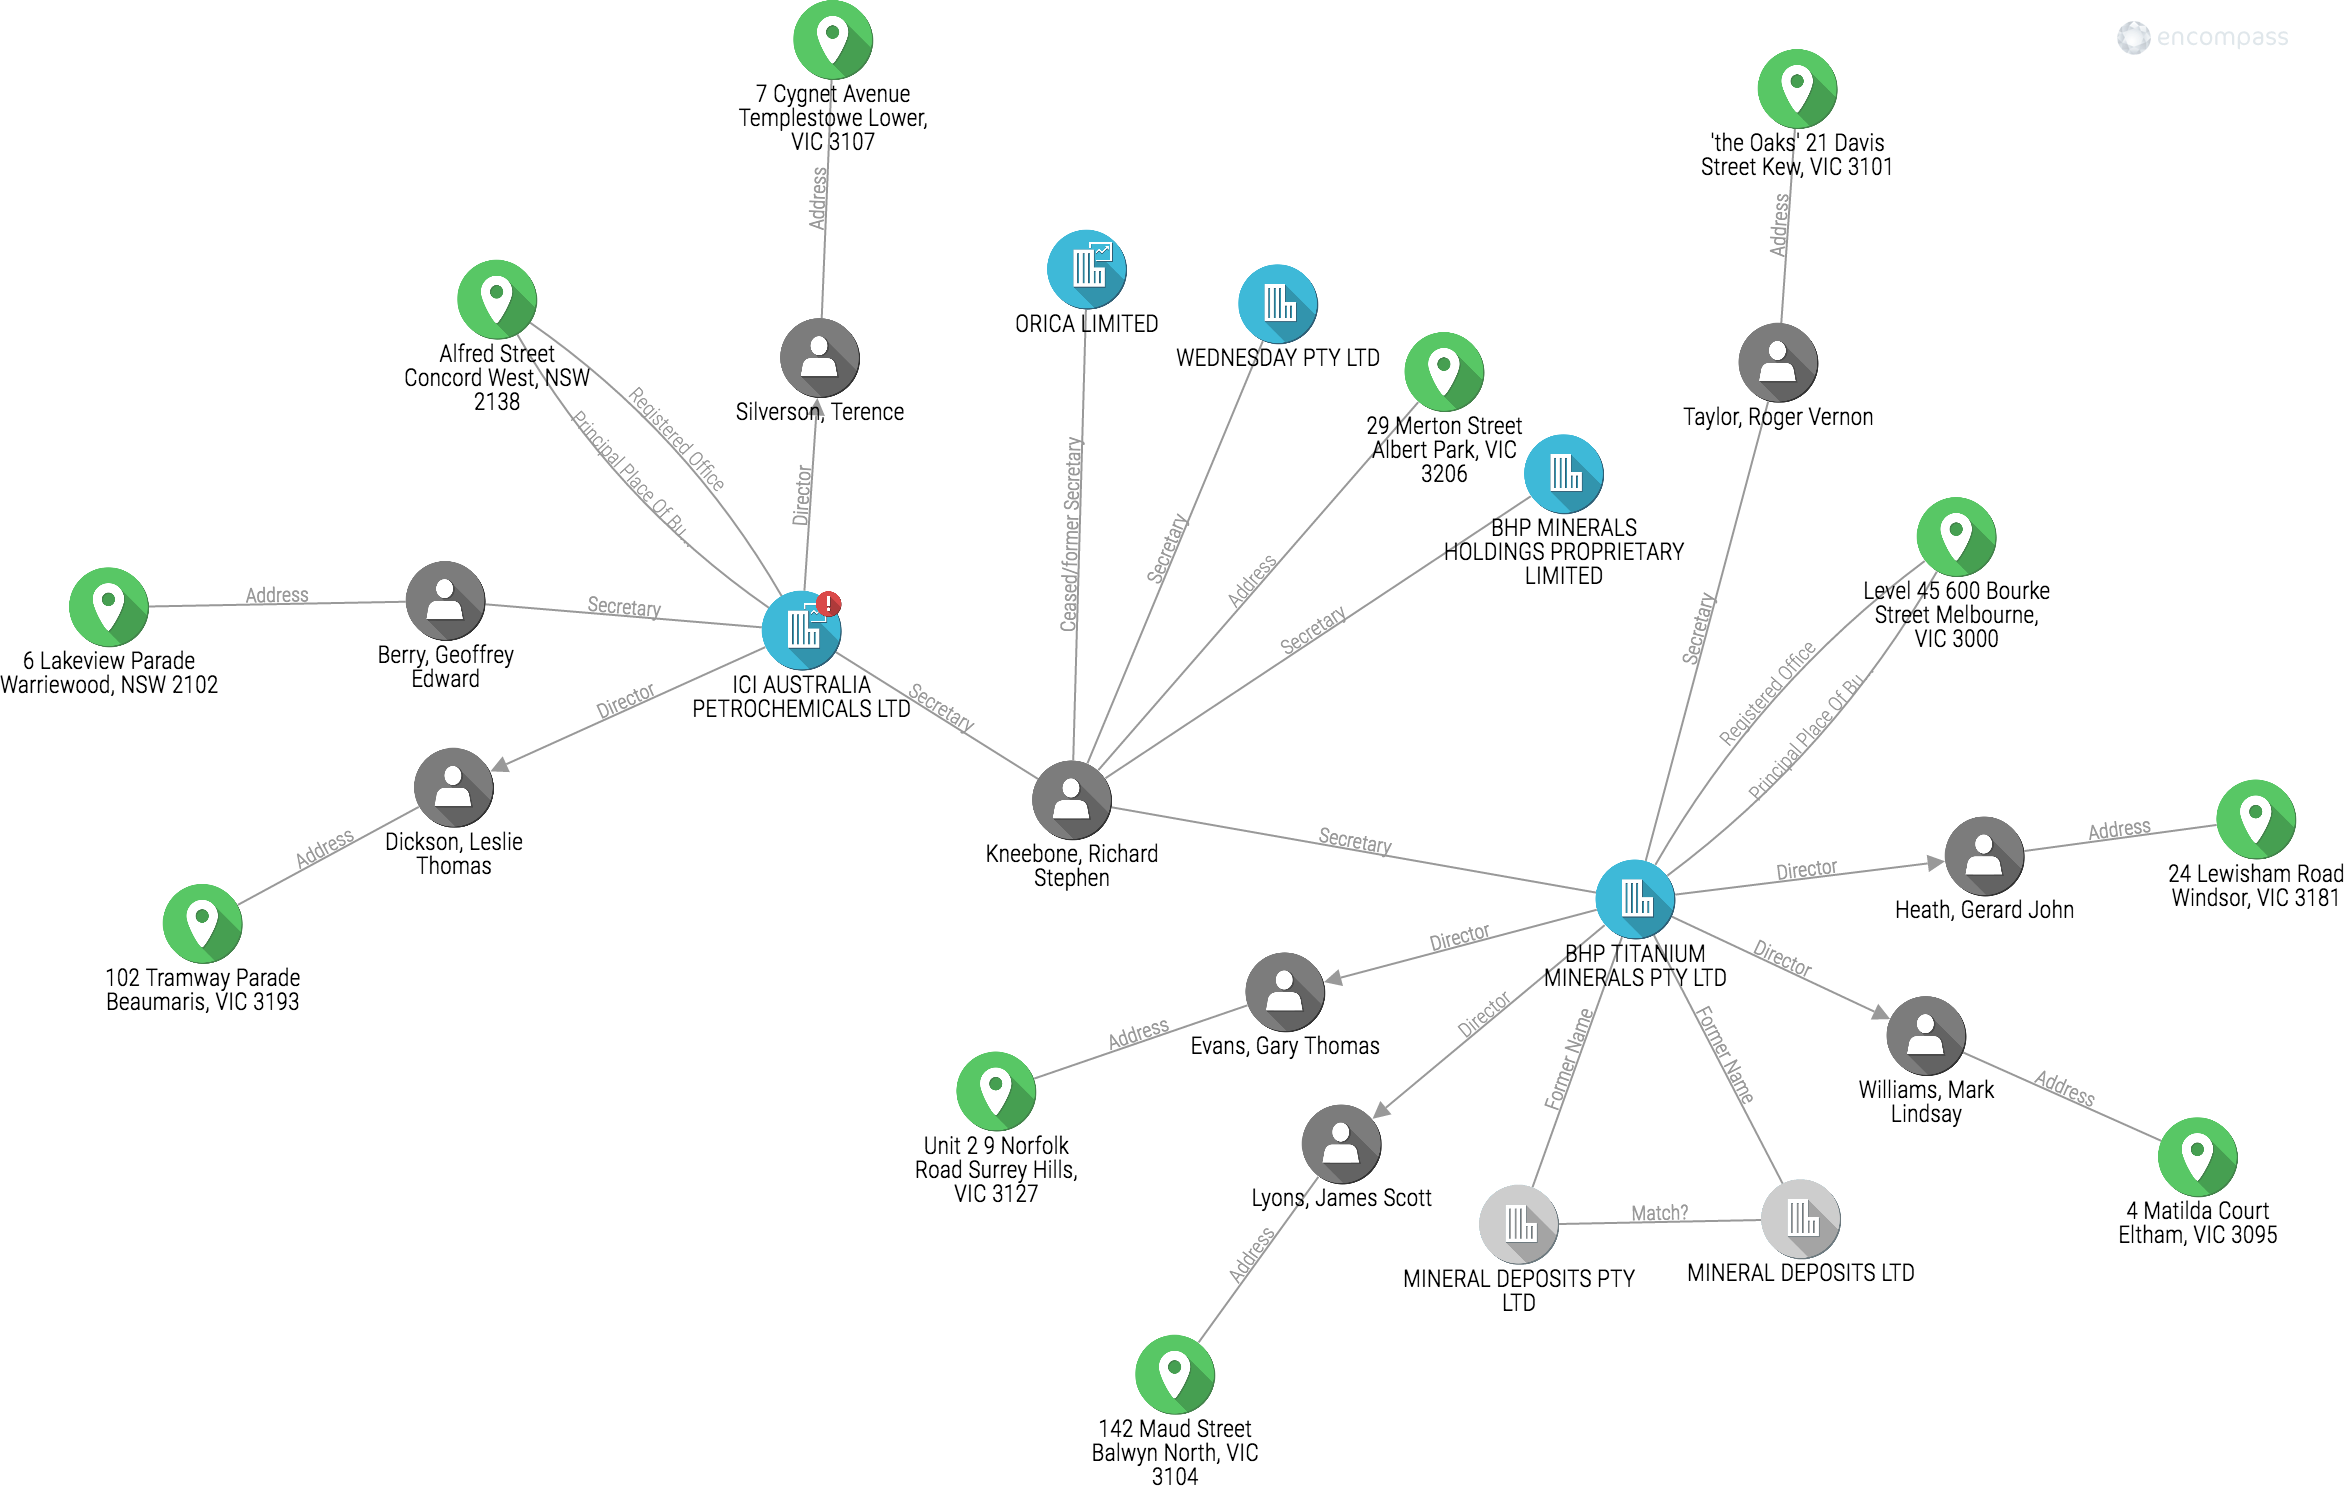 encompass
7 Cygnet Avenue
Templestowe Lower,
VIC 3107
'the Oaks' 21 Davis
Street Kew, VIC 3101
Address
Address
ORICA LIMITED
WEDNESDAY PTY LTD
Alfred Street
Concord West, NSW
2138
Silverson, Terence
Taylor, Roger Vernon
29 Merton Street
Albert Park, VIC
3206
Registered Office
Principal Place Of Bu...
Director
Ceased/former Secretary
Secretary
Address
Secretary
BHP MINERALS
HOLDINGS PROPRIETARY
LIMITED
Secretary
Level 45 600 Bourke
Street Melbourne,
VIC 3000
Registered Office
Principal Place Of Bu...
Address
Secretary
6 Lakeview Parade
Warriewood, NSW 2102
Berry, Geoffrey
Edward
!
ICI AUSTRALIA
PETROCHEMICALS LTD
Director
Secretary
Dickson, Leslie
Thomas
Address
102 Tramway Parade
Beaumaris, VIC 3193
Kneebone, Richard
Stephen
Secretary
Director
Address
Heath, Gerard John
24 Lewisham Road
Windsor, VIC 3181
BHP TITANIUM
MINERALS PTY LTD
Director
Director
Director
Evans, Gary Thomas
Address
Former Name
Former Name
Williams, Mark
Lindsay
Address
Unit 2 9 Norfolk
Road Surrey Hills,
VIC 3127
Lyons, James Scott
Address
Match?
MINERAL DEPOSITS PTY
LTD
MINERAL DEPOSITS LTD
4 Matilda Court
Eltham, VIC 3095
142 Maud Street
Balwyn North, VIC
3104